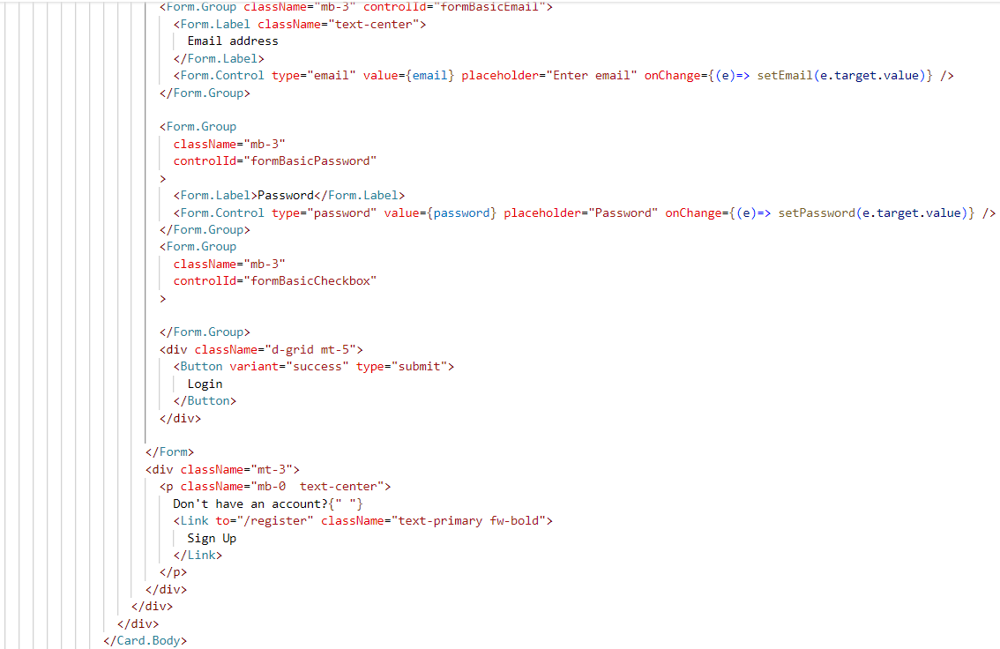 <Form.Group className="mb-3" controlId="formBasicEmail">
<Form.Label className="text-center">
Email address
</Form.Label>
<Form.Control type="email" value={email} placeholder="Enter email" onChange={(e)=> setEmail(e.target.value)} />
</Form.Group>
<Form.Group
className="mb-3"
controlId="formBasicPassword"
>
<Form.Label>Password</Form.Label>
<Form.Control type="password" value={password} placeholder="Password" onChange={(e)=> setPassword(e.target.value)} />
</Form.Group>
<Form.Group
className="mb-3"
controlId="formBasicCheckbox"
>
</Form.Group>
<div className="d-grid mt-5">
<Button variant="success" type="submit">
Login
</Button>
</div>
</Form>
<div className="mt-3">
<p className="mb-0  text-center">
Don't have an account?{" "}
<Link to="/register" className="text-primary fw-bold">
Sign Up
</Link>
</p>
</div>
</div>
</div>
</Card.Body>